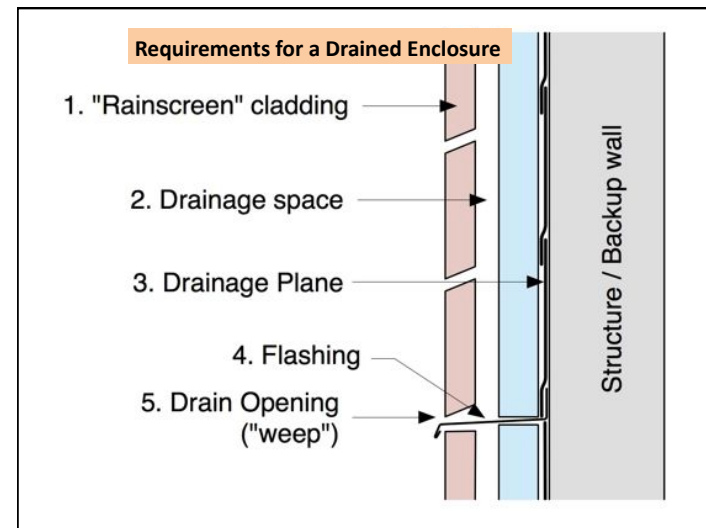 Requirements for a Drained Enclosure
1. "Rainscreen" cladding
2. Drainage space
3. Drainage Plane
4. Flashing
5. Drain Opening
("weep")
Structure / Backup wall